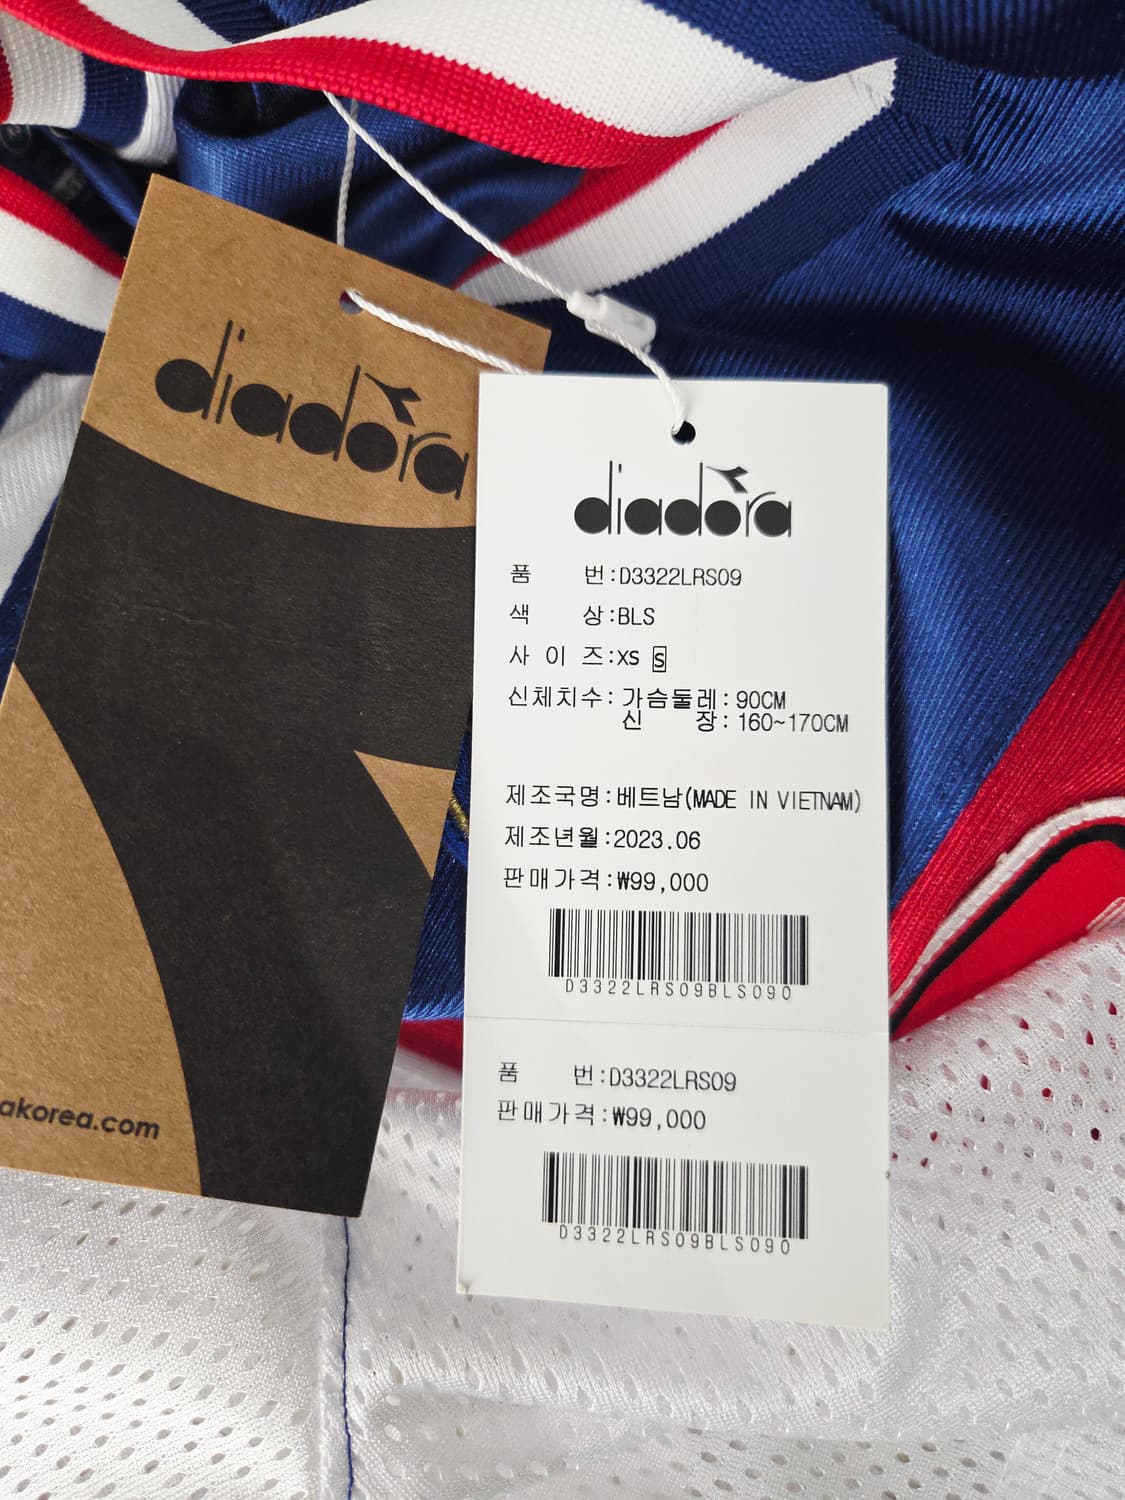 diadora
akorea.com
diadora
품 번:D3322LRS09
색 상:BLS
사 이 즈:XS S
신체치수: 가슴둘레: 90CM
신 장: 160~170CM
제조국명:베트남(MADE IN VIETNAM)
제조년월:2023.06
판매가격:₩99,000
D3322LRS09BLS090
품 번:D3322LRS09
판매가격:₩99,000
D3322LRS09BLS090